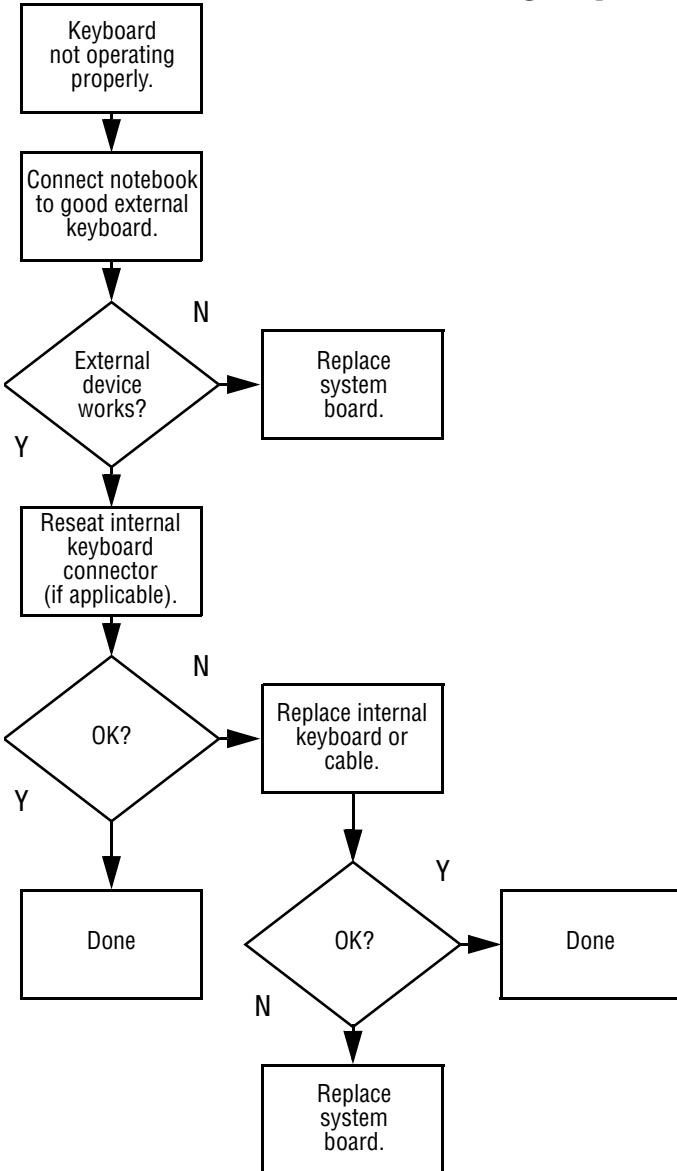 Keyboard
not operating
properly.
Connect notebook
to good external
keyboard.
N
External
device
works?
Replace
system
board.
Y
Reseat internal
keyboard
connector
(if applicable).
N
OK?
Replace internal
keyboard or
cable.
Y
Y
Done
OK?
Done
N
Replace
system
board.